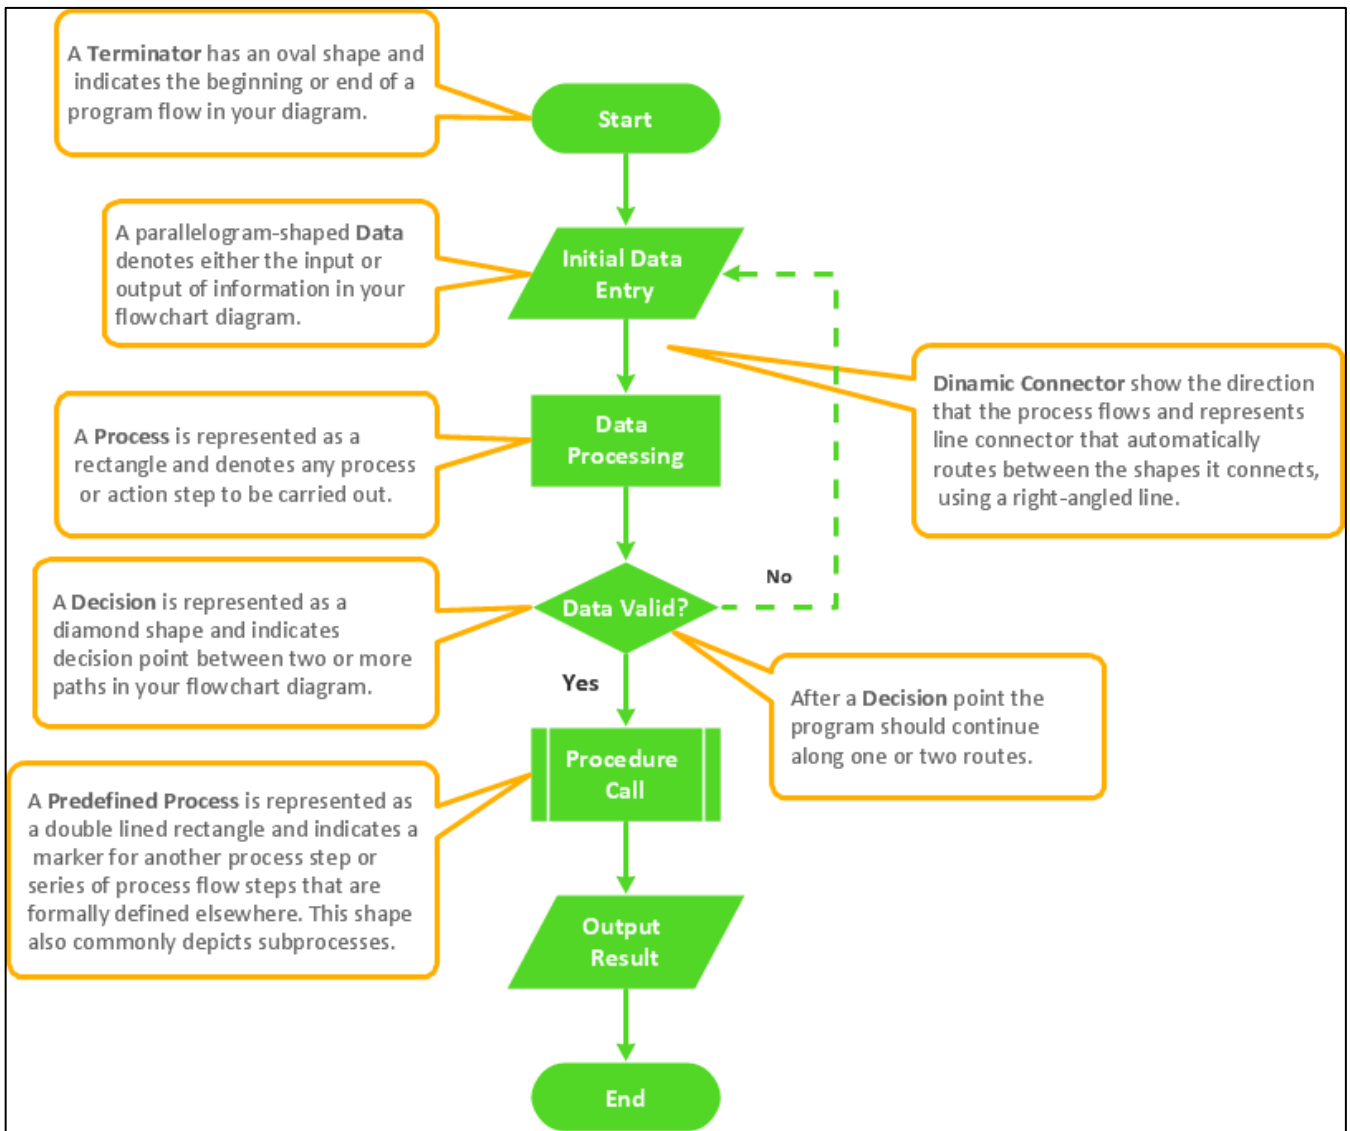 A Terminator has an oval shape and
indicates the beginning or end of a
program flow in your diagram.
Start
A parallelogram-shaped Data
denotes either the input or
output of information in your
flowchart diagram.
Initial Data
Entry
Dinamic Connector show the direction
that the process flows and represents
line connector that automatically
routes between the shapes it connects,
using a right-angled line.
A Process is represented as a
rectangle and denotes any process
or action step to be carried out.
Data
Processing
No
A Decision is represented as a
diamond shape and indicates
decision point between two or more
paths in your flowchart diagram.
Data Valid?
Yes
After a Decision point the
program should continue
along one or two routes.
Procedure
Call
A Predefined Process is represented as
a double lined rectangle and indicates a
marker for another process step or
series of process flow steps that are
formally defined elsewhere. This shape
also commonly depicts subprocesses.
Output
Result
End